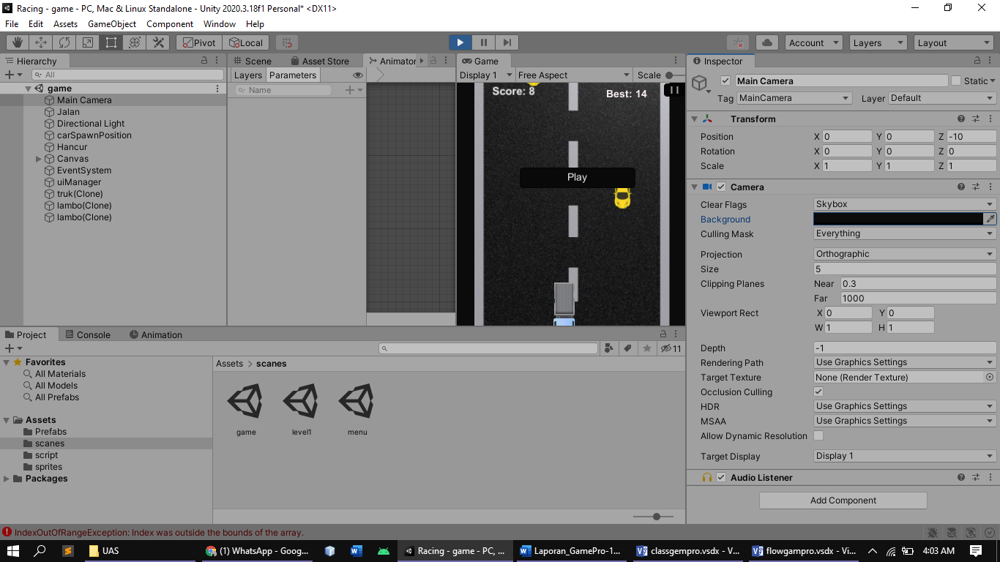 Racing - game - PC, Mac & Linux Standalone - Unity 2020.3.18f1 Personal* <DX11>
File Edit Assets GameObject Component Window Help
Pivot Local Account Layers Layout
Hierarchy
All
game
Main Camera
Jalan
Directional Light
carSpawnPosition
Hancur
Canvas
EventSystem
uiManager
truk(Clone)
lambo(Clone)
lambo(Clone)
Scene Asset Store Animator
Layers Parameters
Name
Game
Display 1 Free Aspect Scale
Score: 8 Best: 14
Play
Inspector
Main Camera Static
Tag MainCamera Layer Default
Transform
Position X 0 Y 0 Z -10
Rotation X 0 Y 0 Z 0
Scale X 1 Y 1 Z 1
Camera
Clear Flags Skybox
Background
Culling Mask Everything
Projection Orthographic
Size 5
Clipping Planes Near 0.3
Far 1000
Viewport Rect X 0 Y 0
W 1 H 1
Depth -1
Rendering Path Use Graphics Settings
Target Texture None (Render Texture)
Occlusion Culling
HDR Use Graphics Settings
MSAA Use Graphics Settings
Allow Dynamic Resolution
Target Display Display 1
Audio Listener
Add Component
Project Console Animation
11
Favorites
All Materials
All Models
All Prefabs
Assets
Prefabs
scanes
script
sprites
Packages
Assets > scanes
game level1 menu
IndexOutOfRangeException: Index was outside the bounds of the array.
UAS (1) WhatsApp - Goog... Racing - game - PC, ... Laporan_GamePro-1... classgempro.vsdx - V... flowgampro.vsdx - Vi... 4:03 AM